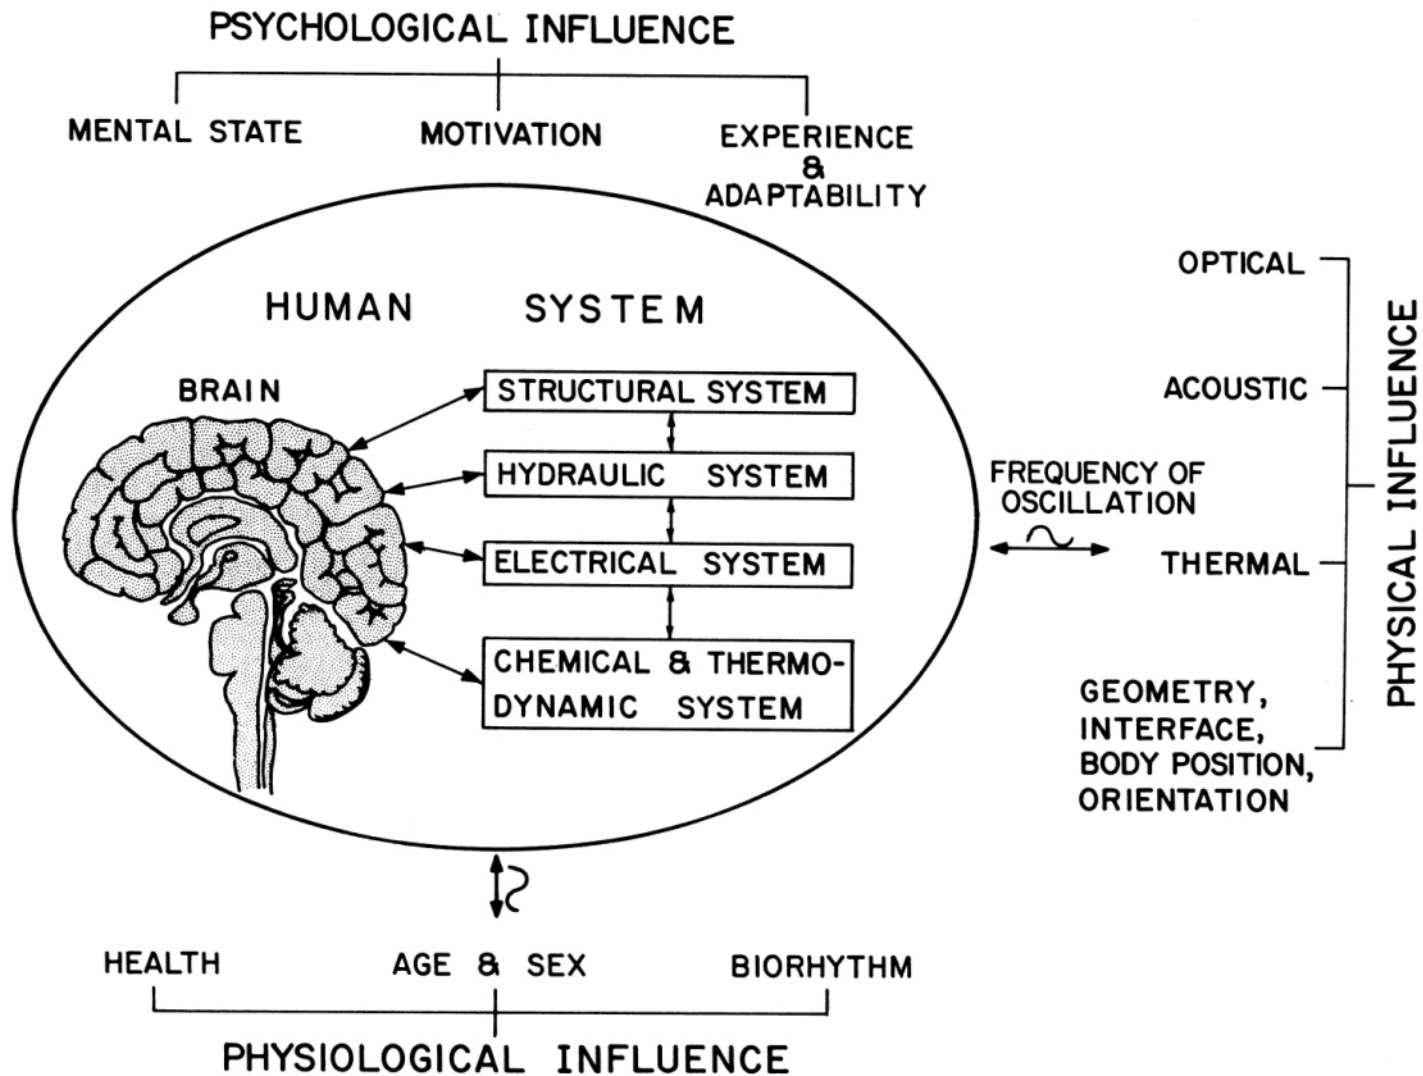 PSYCHOLOGICAL INFLUENCE
MENTAL STATE
MOTIVATION
EXPERIENCE
&
ADAPTABILITY
HUMAN SYSTEM
BRAIN
STRUCTURAL SYSTEM
HYDRAULIC SYSTEM
ELECTRICAL SYSTEM
CHEMICAL & THERMO-
DYNAMIC SYSTEM
FREQUENCY OF
OSCILLATION
OPTICAL
ACOUSTIC
THERMAL
GEOMETRY,
INTERFACE,
BODY POSITION,
ORIENTATION
PHYSICAL INFLUENCE
HEALTH
AGE & SEX
BIORHYTHM
PHYSIOLOGICAL INFLUENCE